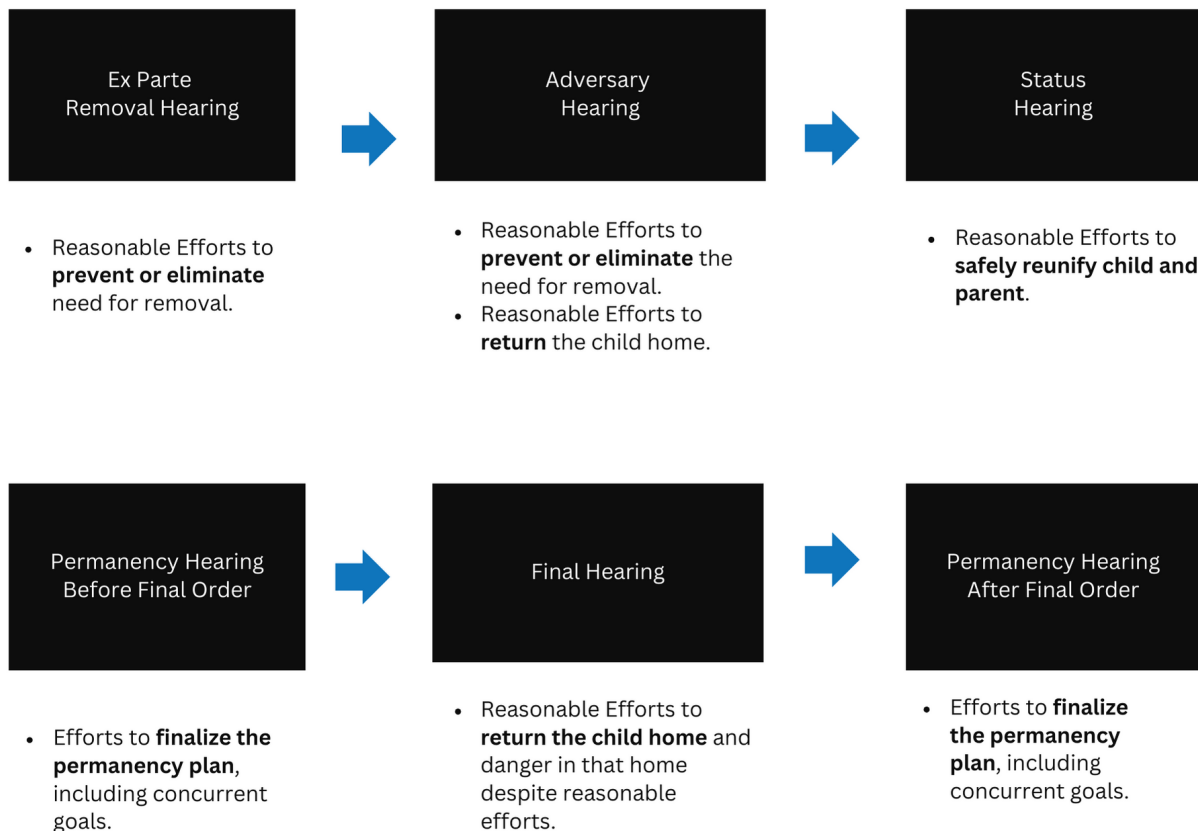 Ex Parte
Removal Hearing
Adversary
Hearing
Status
Hearing
• Reasonable Efforts to
prevent or eliminate
need for removal.
• Reasonable Efforts to
prevent or eliminate the
need for removal.
• Reasonable Efforts to
return the child home.
• Reasonable Efforts to
safely reunify child and
parent.
Permanency Hearing
Before Final Order
Final Hearing
Permanency Hearing
After Final Order
• Efforts to finalize the
permanency plan,
including concurrent
goals.
• Reasonable Efforts to
return the child home and
danger in that home
despite reasonable
efforts.
• Efforts to finalize
the permanency
plan, including
concurrent goals.